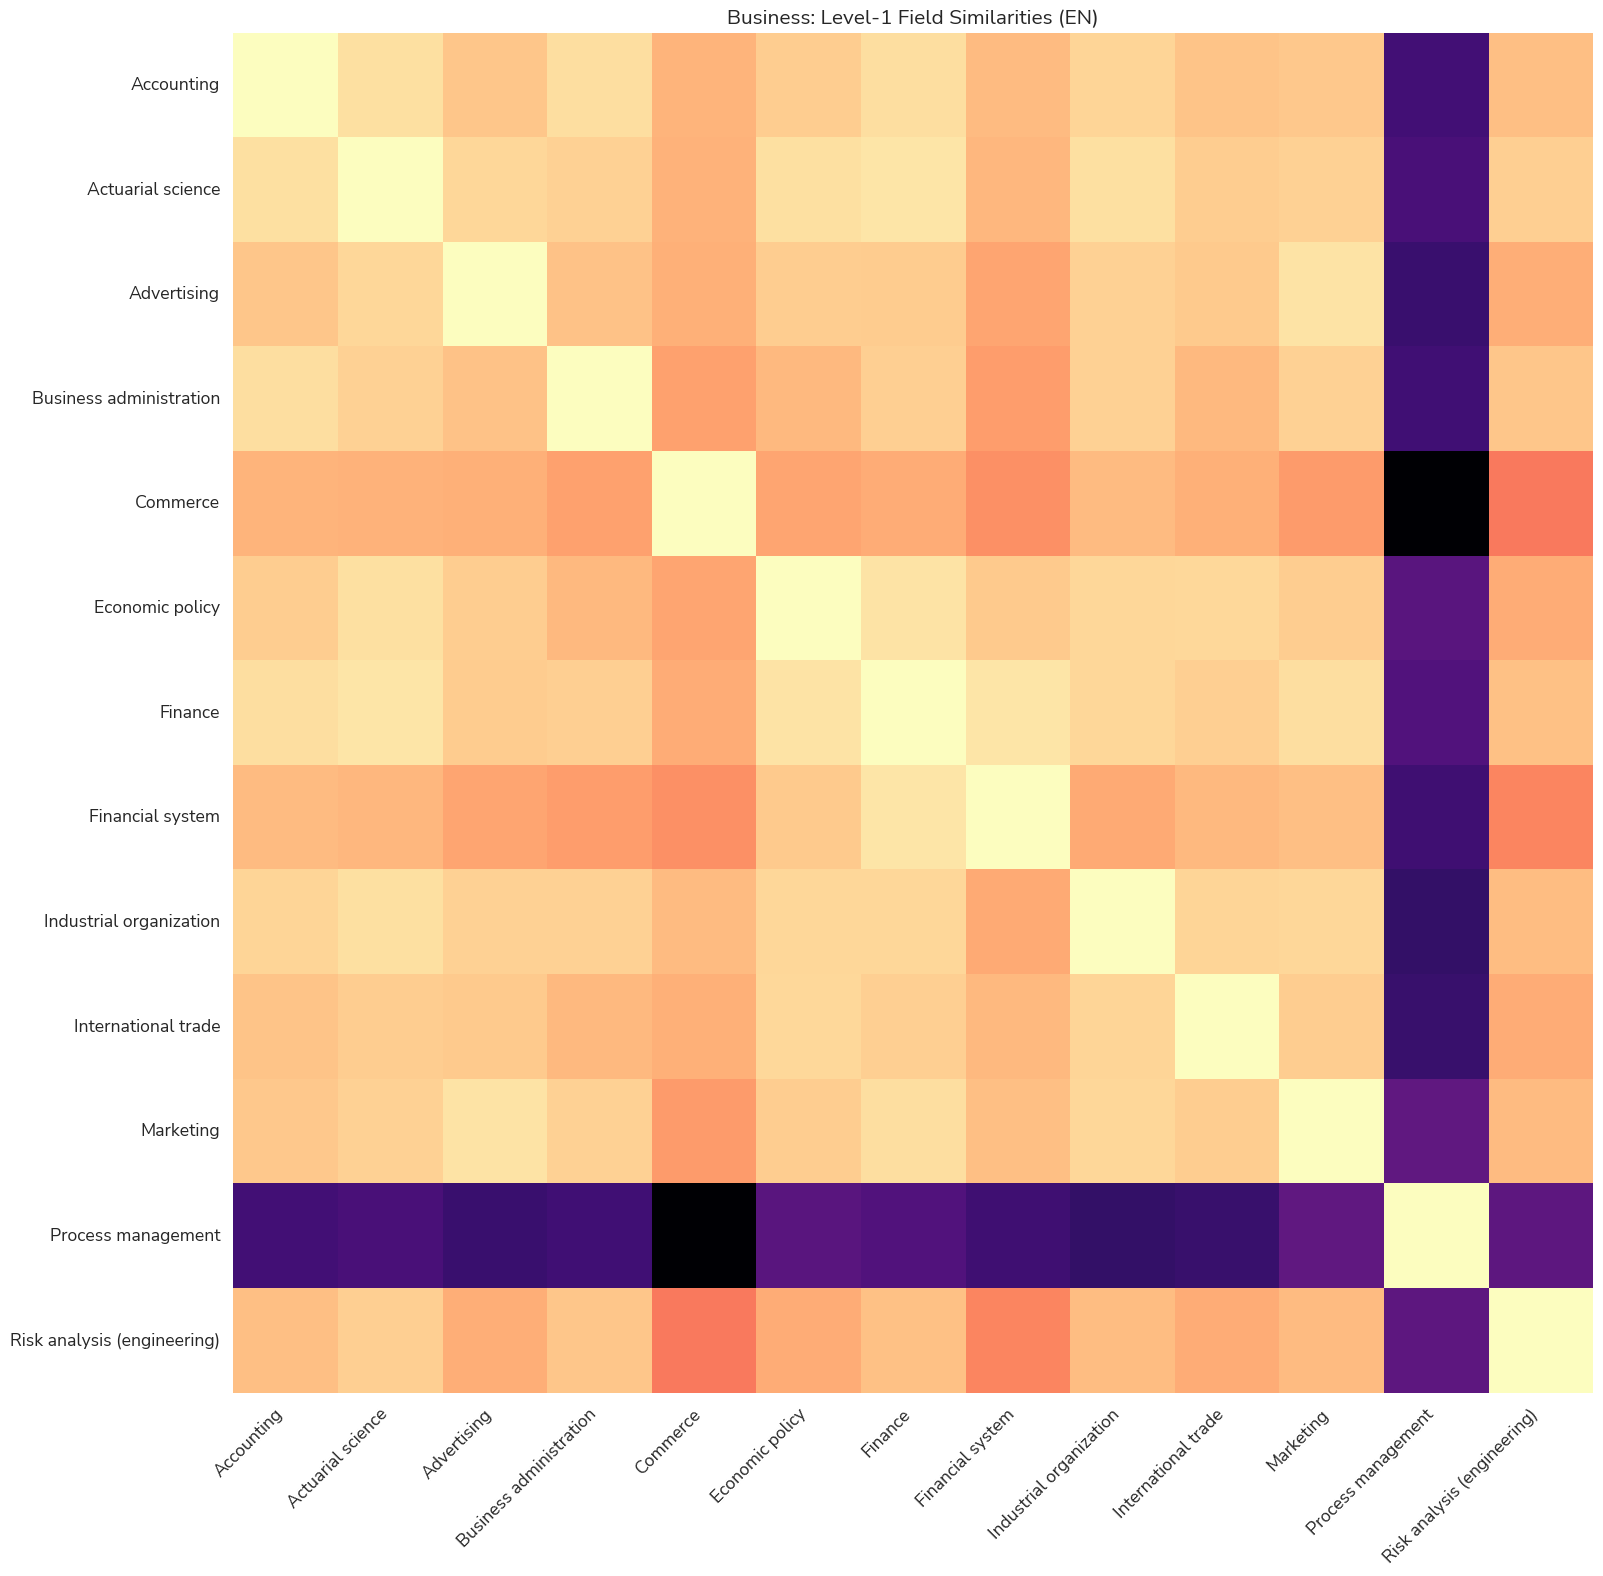 Business: Level-1 Field Similarities (EN)
Accounting
Actuarial science
Advertising
Business administration
Commerce
Economic policy
Finance
Financial system
Industrial organization
International trade
Marketing
Process management
Risk analysis (engineering)
Accounting
Actuarial science
Advertising
Business administration
Commerce
Economic policy
Finance
Financial system
Industrial organization
International trade
Marketing
Process management
Risk analysis (engineering)